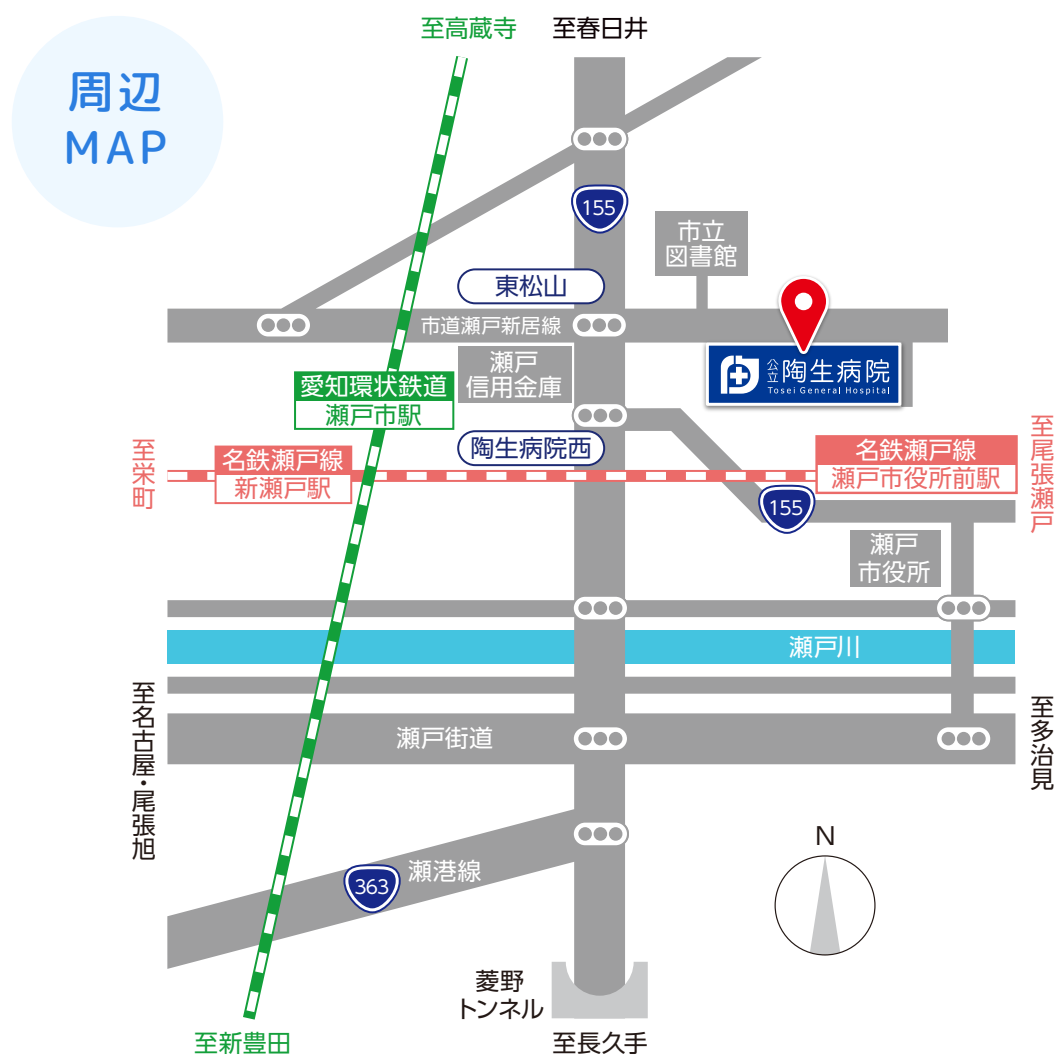 周辺
MAP
至高蔵寺
至春日井
155
市立
図書館
東松山
市道瀬戸新居線
瀬戸
信用金庫
公立陶生病院
Tosei General Hospital
愛知環状鉄道
瀬戸市駅
陶生病院西
至栄町
名鉄瀬戸線
新瀬戸駅
名鉄瀬戸線
瀬戸市役所前駅
至尾張瀬戸
155
瀬戸
市役所
瀬戸川
至名古屋・尾張旭
瀬戸街道
至多治見
363
瀬港線
N
菱野
トンネル
至新豊田
至長久手